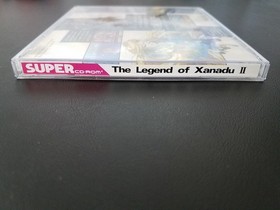 SUPER CD-ROM² The Legend of Xanadu II